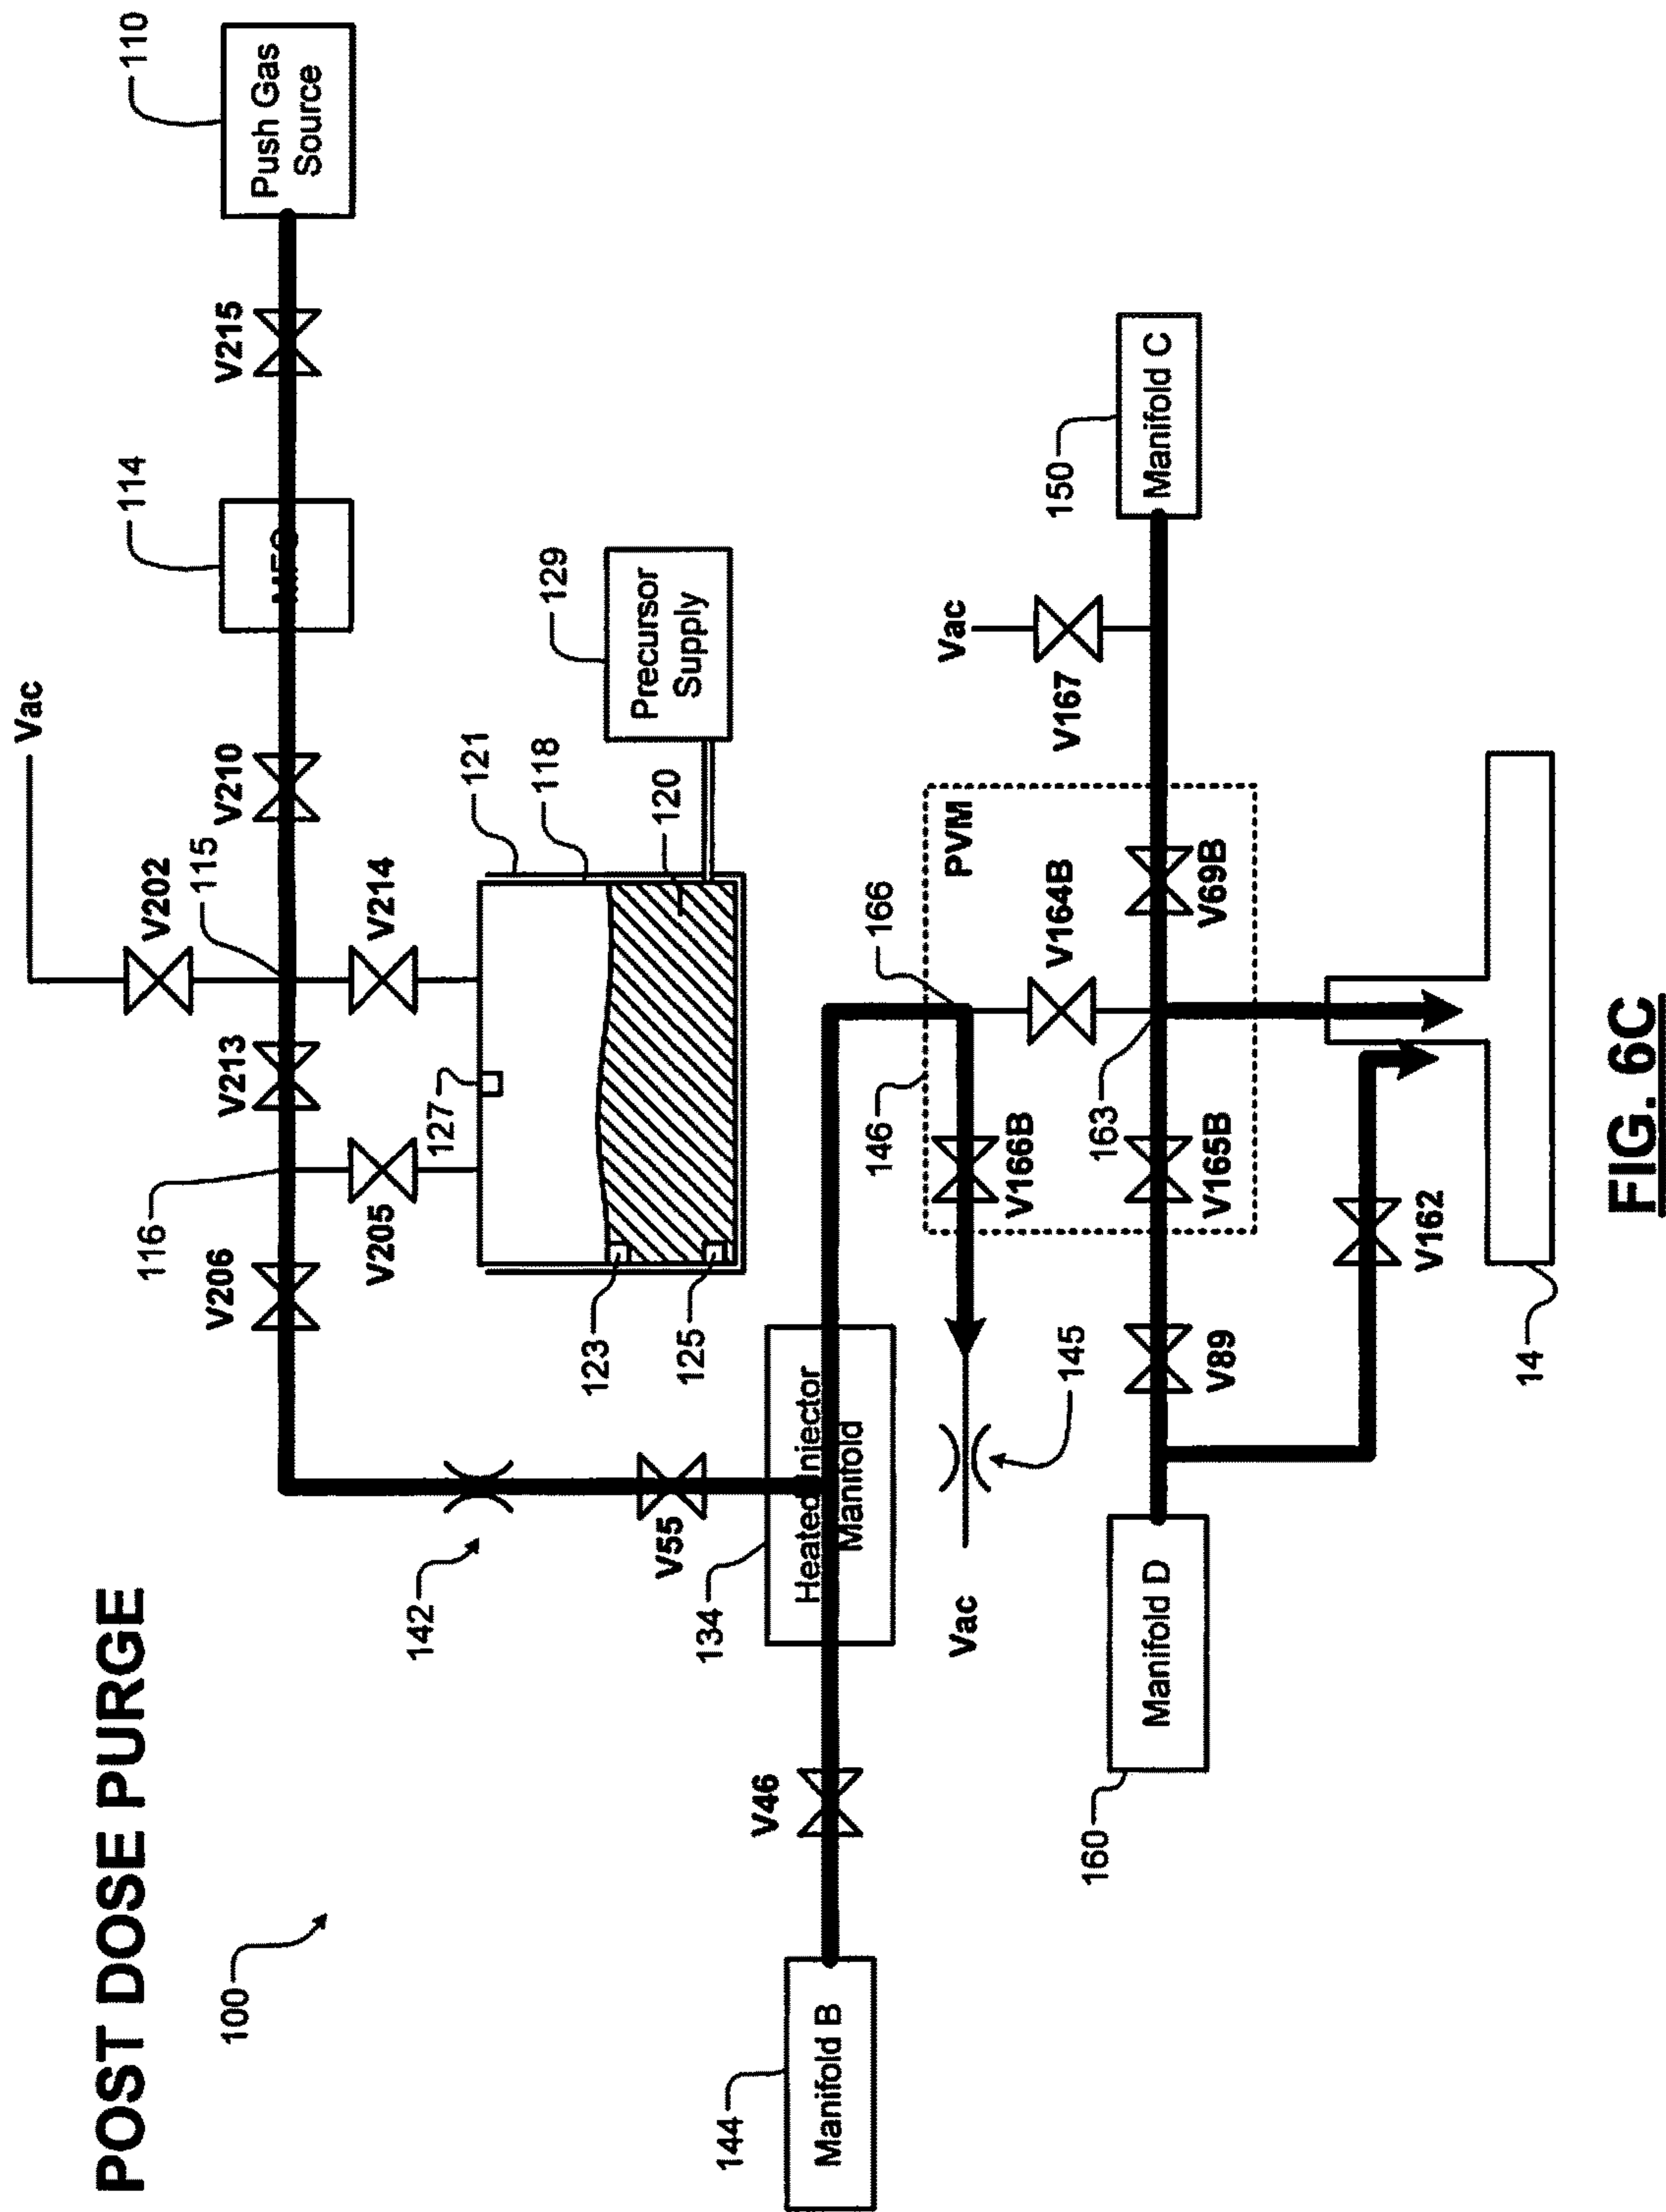 POST DOSE PURGE
Vac
110
114
100
V206
116
V213
V202
115
V210
V215
MFC
Push Gas
Source
V205
127
V214
121
118
120
129
Precursor
Supply
142
V55
123
125
134
Heated Injector
Manifold
144
Manifold B
V46
146
166
PVM
Vac
145
V166B
V164B
Vac
V167
150
Manifold C
163
160
Manifold D
V89
V165B
V69B
V162
14
FIG. 6C